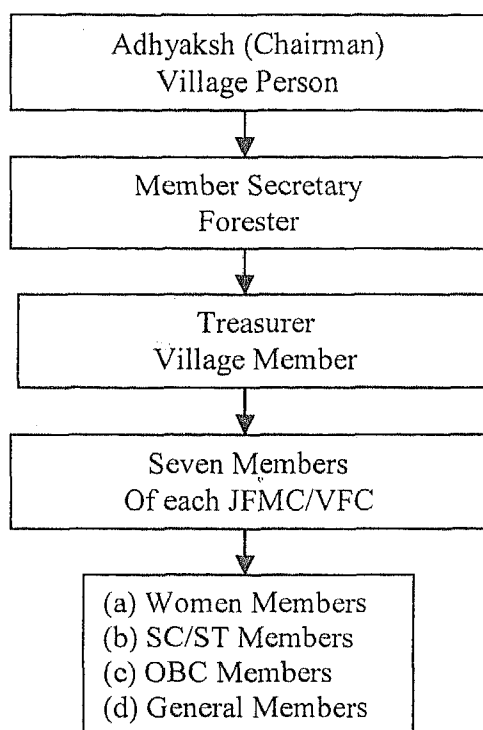 Adhyaksh (Chairman)
Village Person
Member Secretary
Forester
Treasurer
Village Member
Seven Members
Of each JFMC/VFC
(a) Women Members
(b) SC/ST Members
(c) OBC Members
(d) General Members